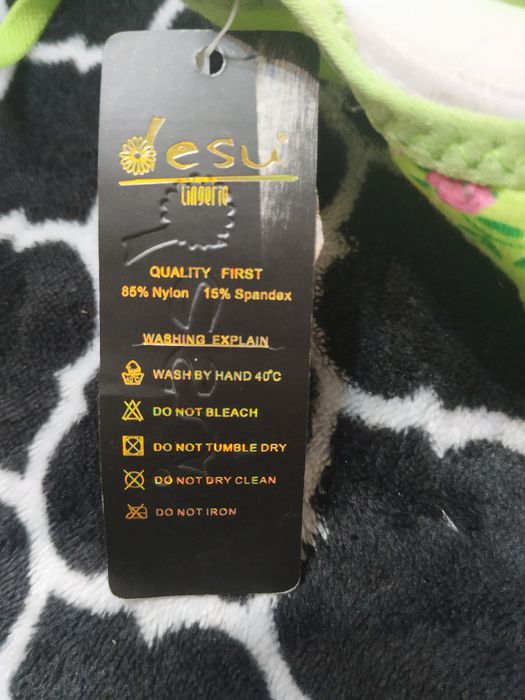 desu
lingerie
QUALITY FIRST
85% Nylon 15% Spandex
WASHING EXPLAIN
WASH BY HAND 40°C
DO NOT BLEACH
DO NOT TUMBLE DRY
DO NOT DRY CLEAN
DO NOT IRON